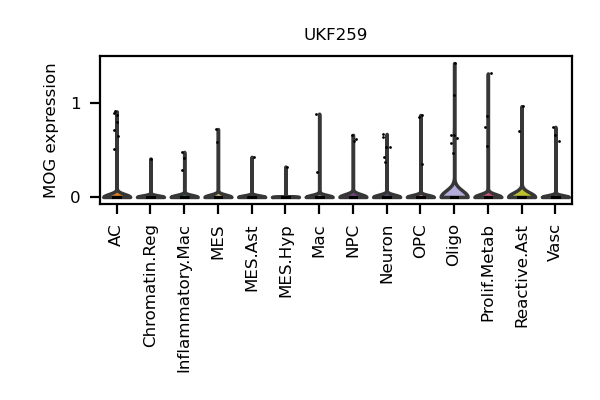 UKF259
MOG expression
1
0
AC
Chromatin.Reg
Inflammatory.Mac
MES
MES.Ast
MES.Hyp
Mac
NPC
Neuron
OPC
Oligo
Prolif.Metab
Reactive.Ast
Vasc